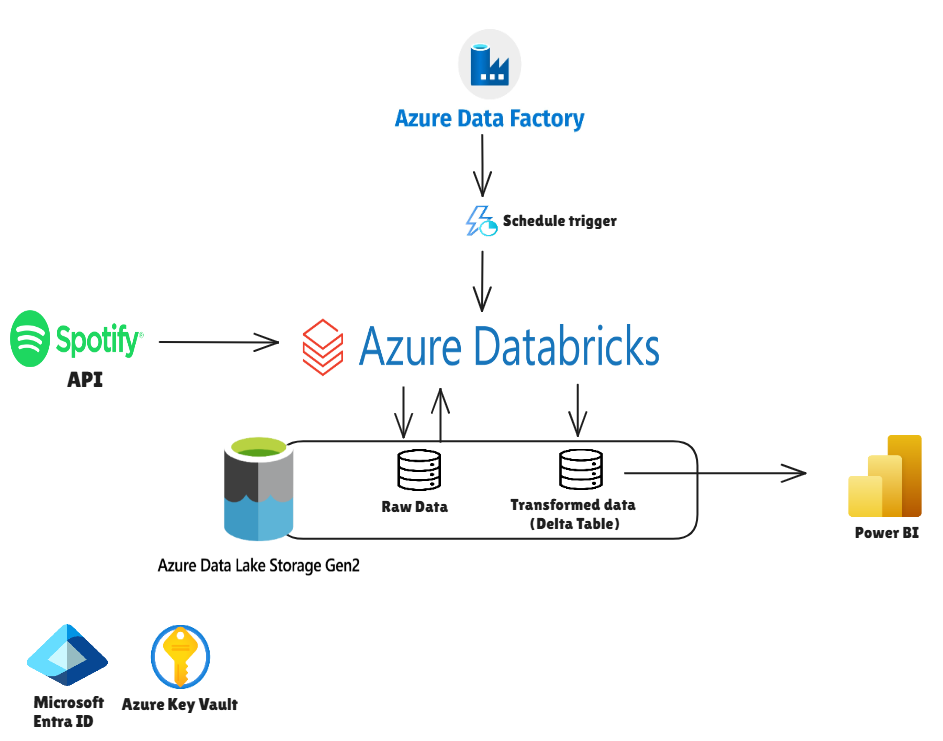 Azure Data Factory
Schedule trigger
Spotify®
API
Azure Databricks
Raw Data
Transformed data
(Delta Table)
Azure Data Lake Storage Gen2
Power BI
Microsoft
Entra ID
Azure Key Vault